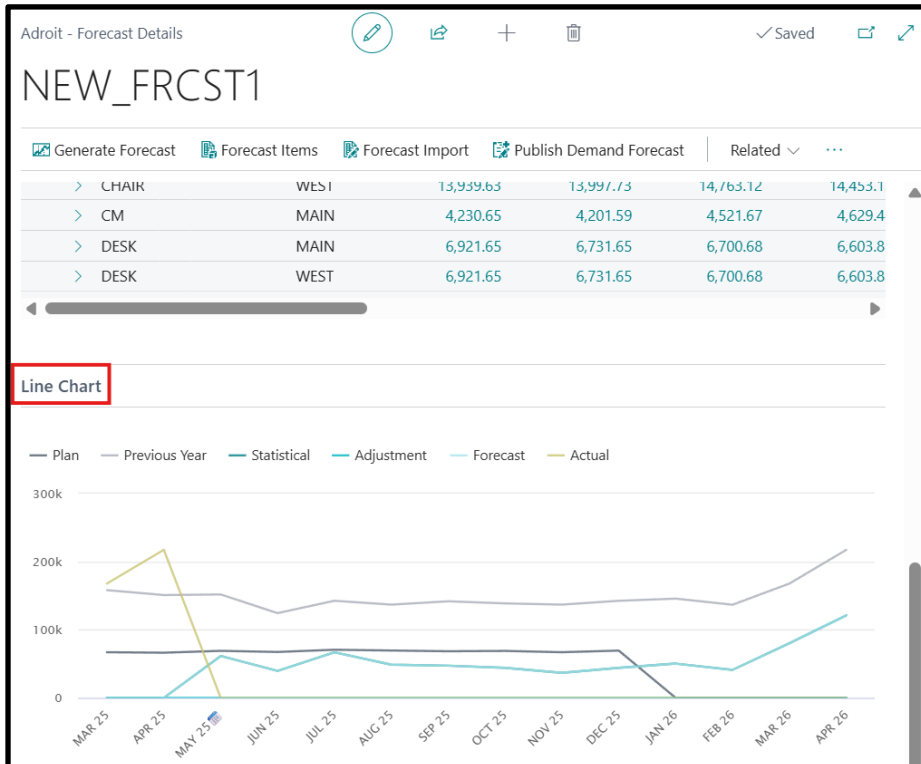 Adroit - Forecast Details
Saved
NEW_FRCST1
Generate Forecast Forecast Items Forecast Import Publish Demand Forecast Related ...
CHAIR WEST 13,939.63 13,997.73 14,763.12 14,453.1
CM MAIN 4,230.65 4,201.59 4,521.67 4,629.4
DESK MAIN 6,921.65 6,731.65 6,700.68 6,603.8
DESK WEST 6,921.65 6,731.65 6,700.68 6,603.8
Line Chart
Plan Previous Year Statistical Adjustment Forecast Actual
300k
200k
100k
0
MAR 25 APR 25 MAY 25 JUN 25 JUL 25 AUG 25 SEP 25 OCT 25 NOV 25 DEC 25 JAN 26 FEB 26 MAR 26 APR 26